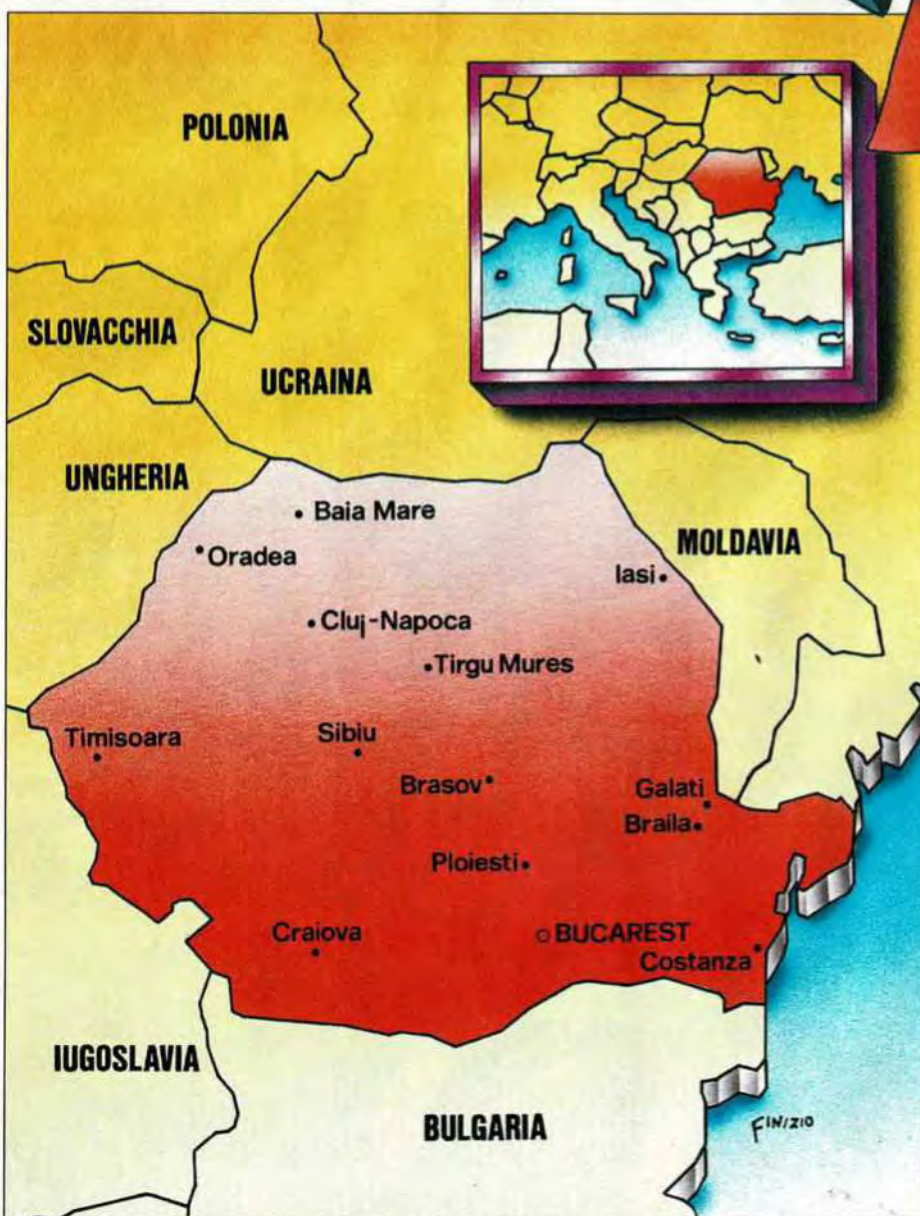 POLONIA
SLOVACCHIA
UCRAINA
UNGHERIA
Baia Mare
Oradea
MOLDAVIA
Iasi
Cluj-Napoca
Tirgu Mures
Timisoara
Sibiu
Brasov
Galati
Braila
Ploiesti
Craiova
BUCAREST
Costanza
IUGOSLAVIA
BULGARIA
FINIZIO